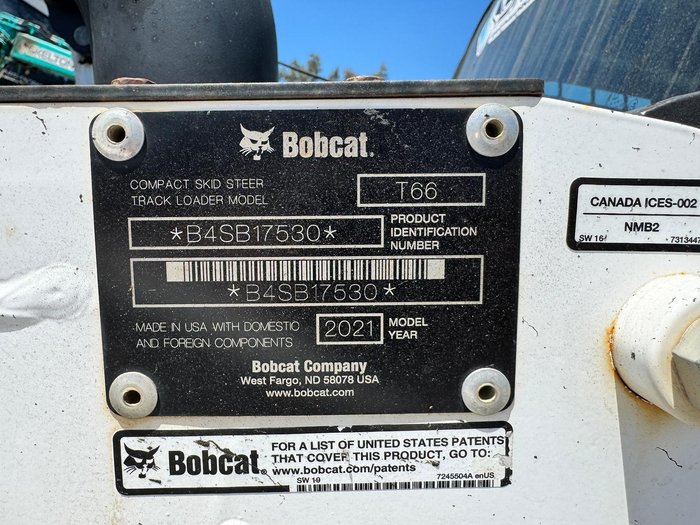 Bobcat.
COMPACT SKID STEER
TRACK LOADER MODEL
T66
*B4SB17530*
PRODUCT
IDENTIFICATION
NUMBER
*B4SB17530*
MADE IN USA WITH DOMESTIC
AND FOREIGN COMPONENTS
2021
MODEL
YEAR
Bobcat Company
West Fargo, ND 58078 USA
www.bobcat.com
Bobcat.
FOR A LIST OF UNITED STATES PATENTS
THAT COVER THIS PRODUCT, GO TO:
www.bobcat.com/patents
SW 10
7245504A enUS
CANADA ICES-002
NMB2
SW 16